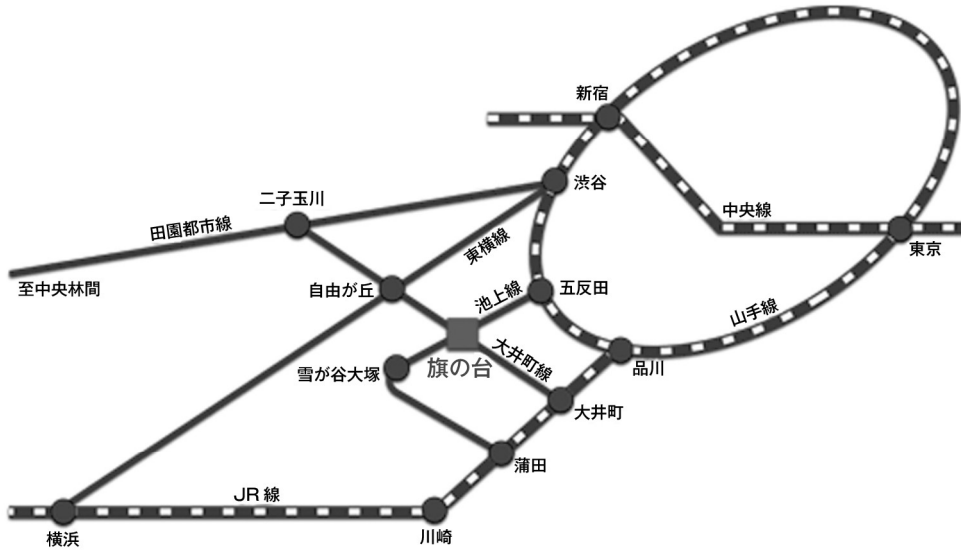 新宿
渋谷
二子玉川
中央線
田園都市線
東横線
東京
至中央林間
自由が丘
池上線
五反田
山手線
大井町線
旗の台
品川
雪が谷大塚
大井町
蒲田
JR線
横浜
川崎